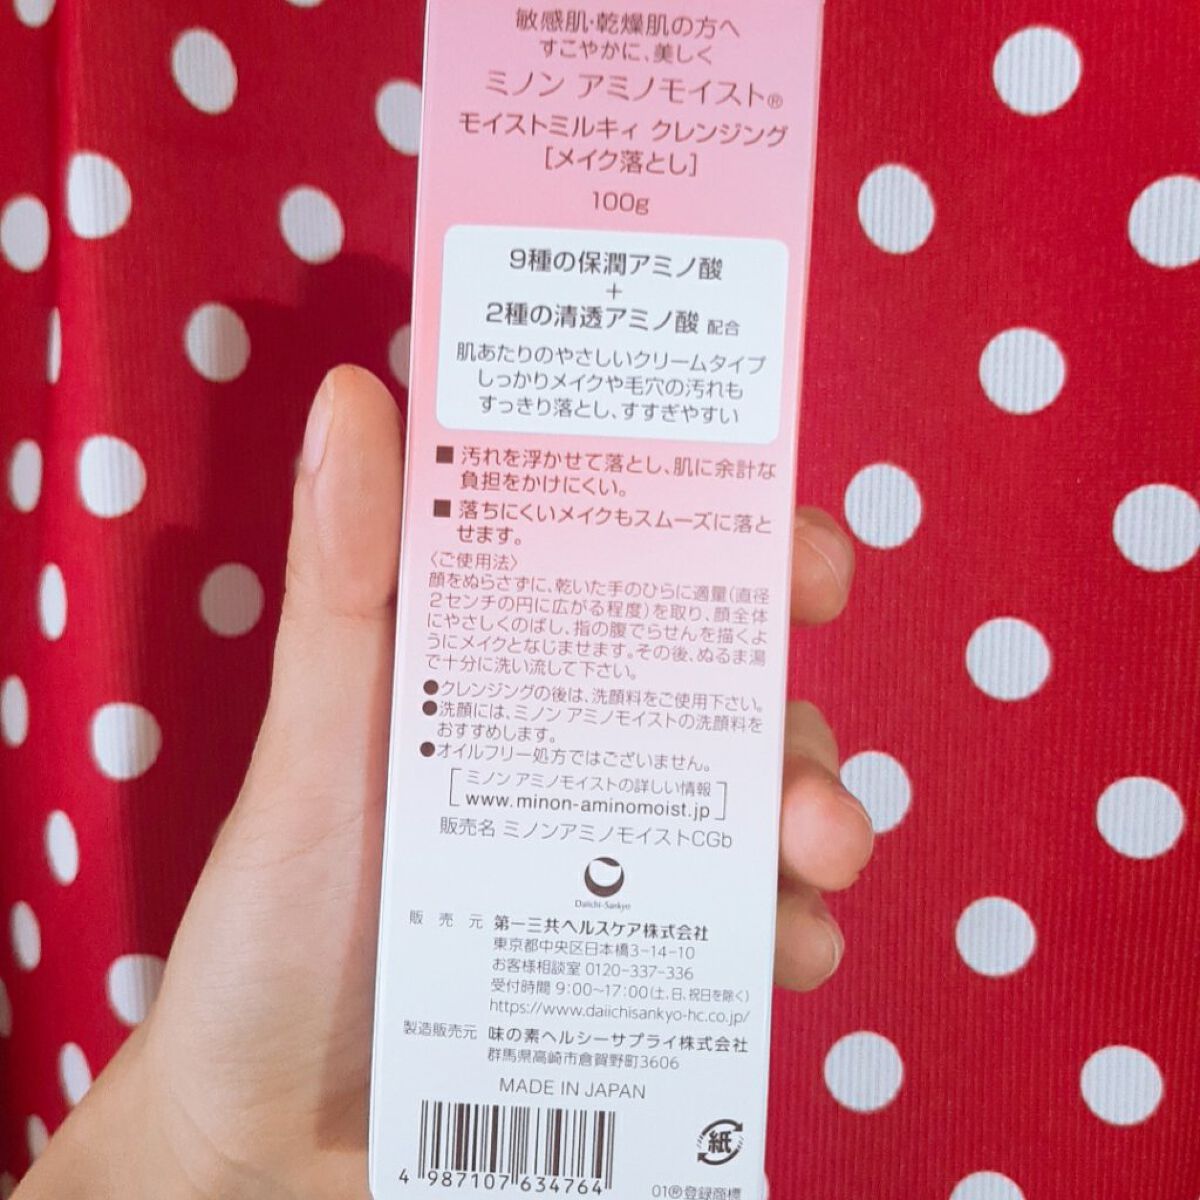 敏感肌・乾燥肌の方へ
すこやかに、美しく
ミノン アミノモイスト®
モイストミルキィ クレンジング
[メイク落とし]
100g
9種の保潤アミノ酸
+
2種の清透アミノ酸 配合
肌あたりのやさしいクリームタイプ
しっかりメイクや毛穴の汚れも
すっきり落とし、すすぎやすい
■ 汚れを浮かせて落とし、肌に余計な
負担をかけにくい。
■ 落ちにくいメイクもスムーズに落と
せます。
〈ご使用法〉
顔をぬらさずに、乾いた手のひらに適量(直径
2センチの円に広がる程度)を取り、顔全体
にやさしくのばし、指の腹でらせんを描くよ
うにメイクとなじませます。その後、ぬるま湯
で十分に洗い流して下さい。
●クレンジングの後は、洗顔料をご使用下さい。
●洗顔には、ミノン アミノモイストの洗顔料を
おすすめします。
●オイルフリー処方ではございません。
[ミノン アミノモイストの詳しい情報
www.minon-aminomoist.jp]
販売名 ミノンアミノモイストCGb
Daiichi-Sankyo
販売元 第一三共ヘルスケア株式会社
東京都中央区日本橋3-14-10
お客様相談室 0120-337-336
受付時間 9:00~17:00(土、日、祝日を除く)
https://www.daiichisankyo-hc.co.jp/
製造販売元 味の素ヘルシーサプライ株式会社
群馬県高崎市倉賀野町3606
MADE IN JAPAN
紙
4 987107 634764
01®登録商標